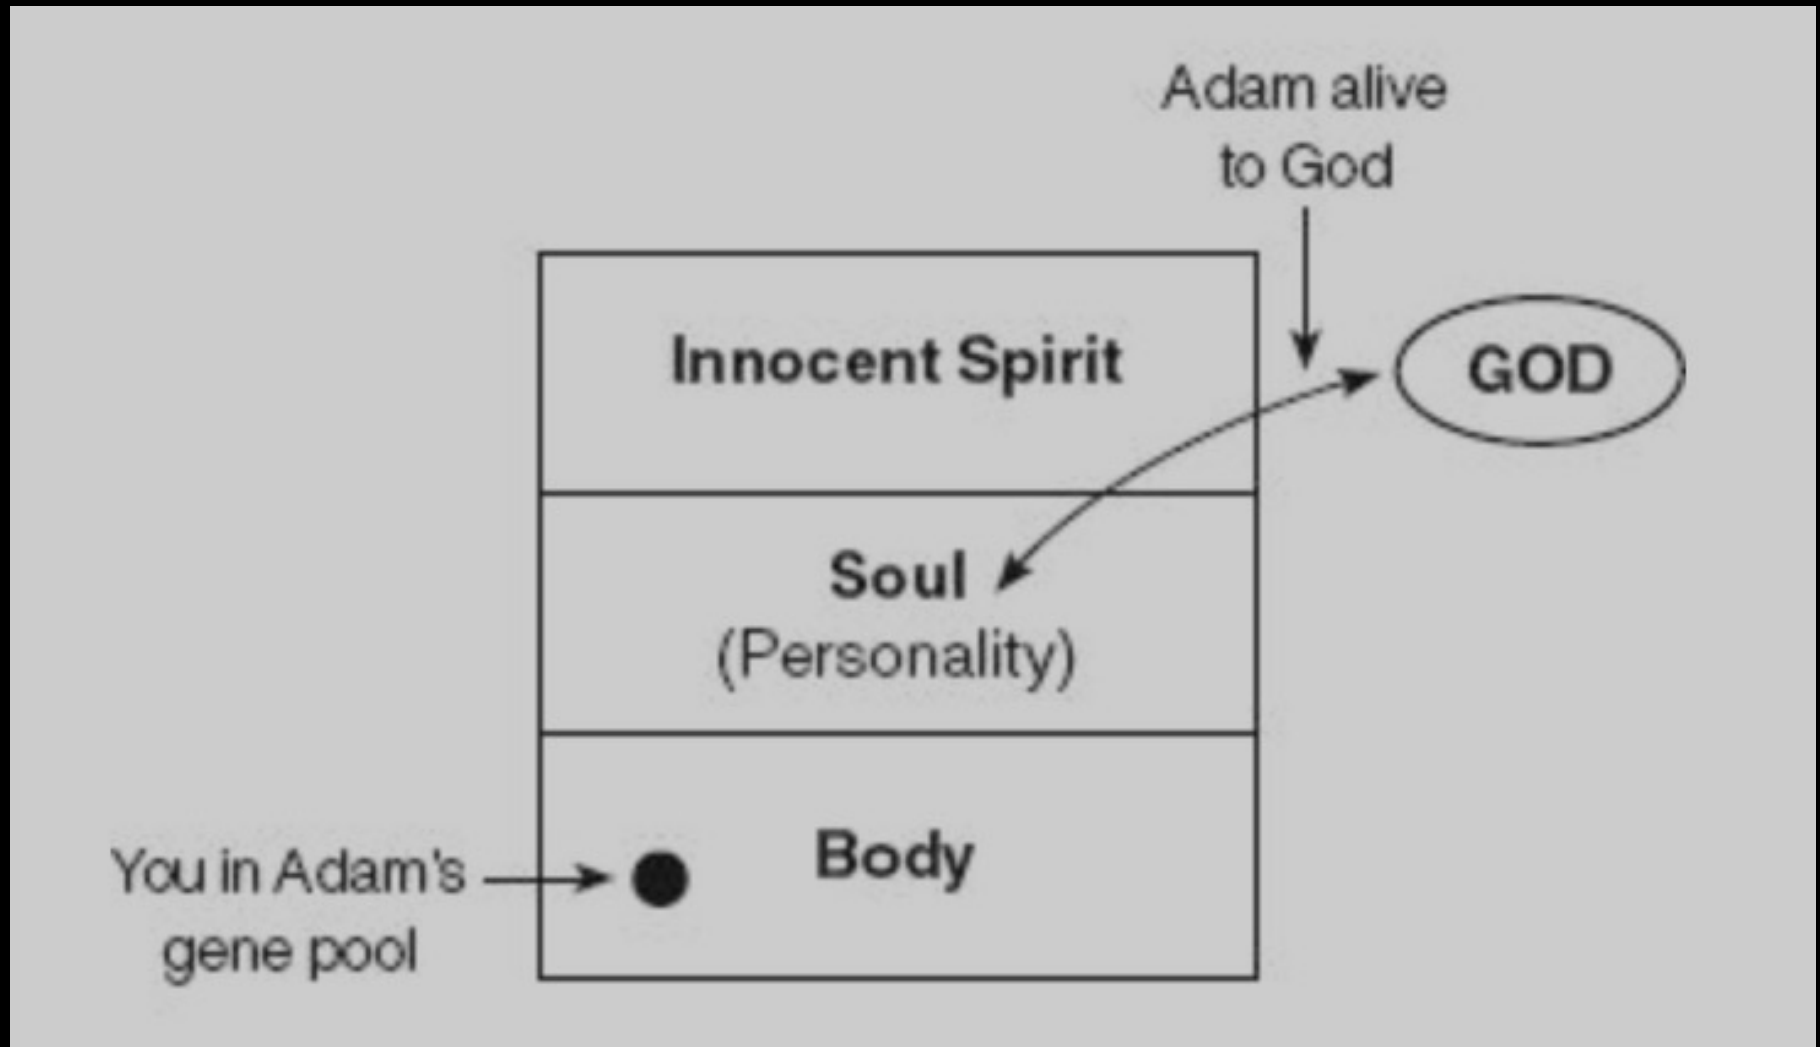 Adam alive
to God
Innocent Spirit
GOD
Soul
(Personality)
Body
You in Adam's
gene pool